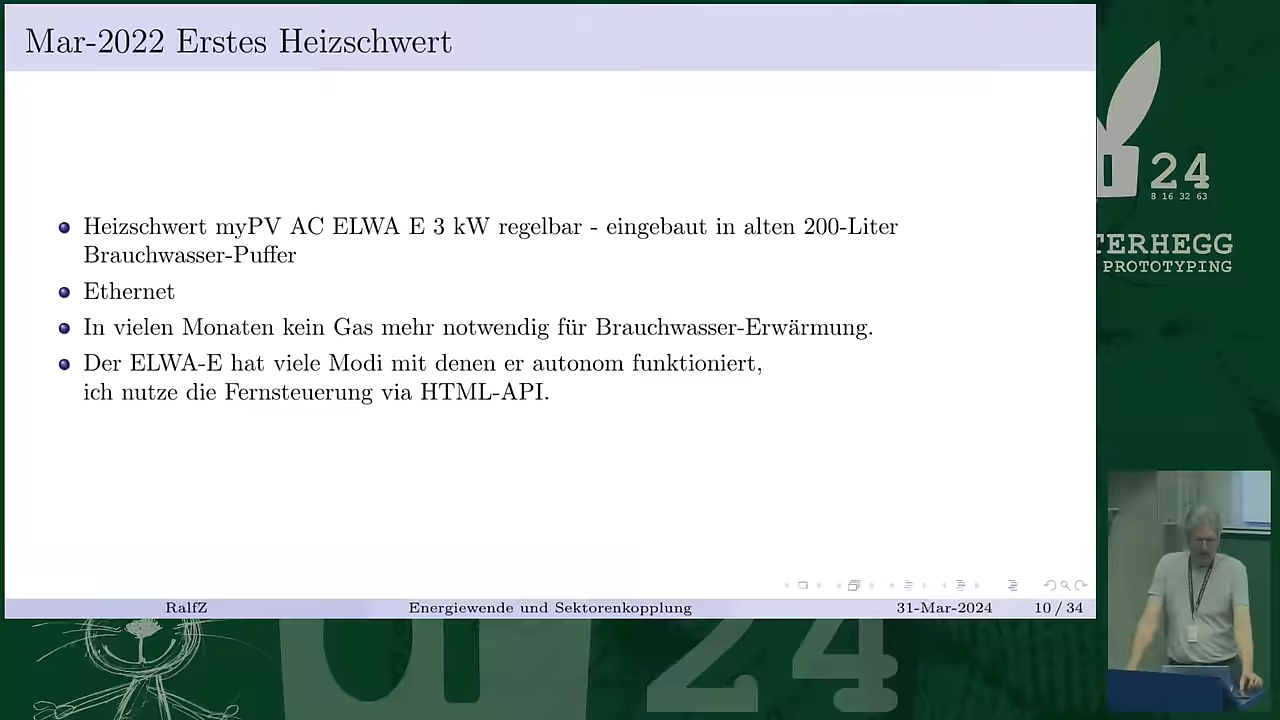 Mar-2022 Erstes Heizschwert
Heizschwert myPV AC ELWA E 3 kW regelbar - eingebaut in alten 200-Liter
Brauchwasser-Puffer
Ethernet
In vielen Monaten kein Gas mehr notwendig für Brauchwasser-Erwärmung.
Der ELWA-E hat viele Modi mit denen er autonom funktioniert,
ich nutze die Fernsteuerung via HTML-API.
RalfZ
Energiewende und Sektorenkopplung
31-Mar-2024
10 / 34
24
8 16 32 63
TERHEGG
PROTOTYPING
24